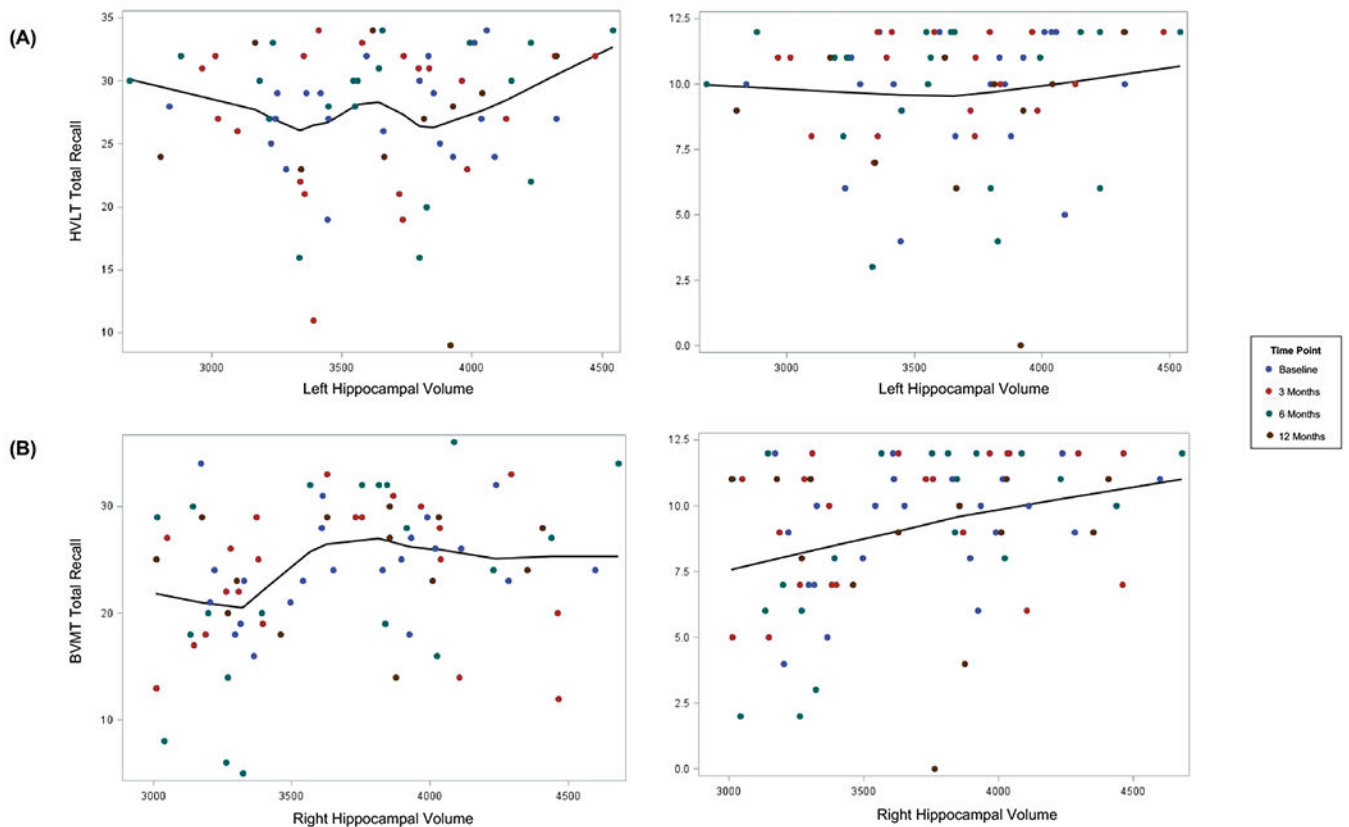 (A)
HVLT Total Recall
35
30
25
20
15
10
3000 3500 4000 4500
Left Hippocampal Volume
12.5
10.0
7.5
5.0
2.5
0.0
3000 3500 4000 4500
Left Hippocampal Volume
Time Point
Baseline
3 Months
6 Months
12 Months
(B)
BVMT Total Recall
30
20
10
3000 3500 4000 4500
Right Hippocampal Volume
12.5
10.0
7.5
5.0
2.5
0.0
3000 3500 4000 4500
Right Hippocampal Volume